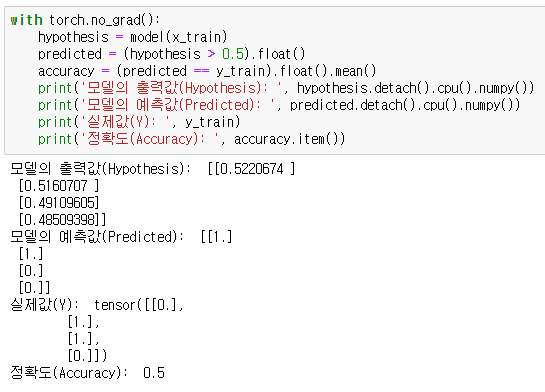 with torch.no_grad():
    hypothesis = model(x_train)
    predicted = (hypothesis > 0.5).float()
    accuracy = (predicted == y_train).float().mean()
    print('모델의 출력값(Hypothesis): ', hypothesis.detach().cpu().numpy())
    print('모델의 예측값(Predicted): ', predicted.detach().cpu().numpy())
    print('실제값(Y): ', y_train)
    print('정확도(Accuracy): ', accuracy.item())
모델의 출력값(Hypothesis):  [[0.5220674 ]
 [0.5160707 ]
 [0.49109605]
 [0.48509398]]
모델의 예측값(Predicted):  [[1.]
 [1.]
 [0.]
 [0.]]
실제값(Y):  tensor([[0.],
        [1.],
        [1.],
        [0.]])
정확도(Accuracy):  0.5